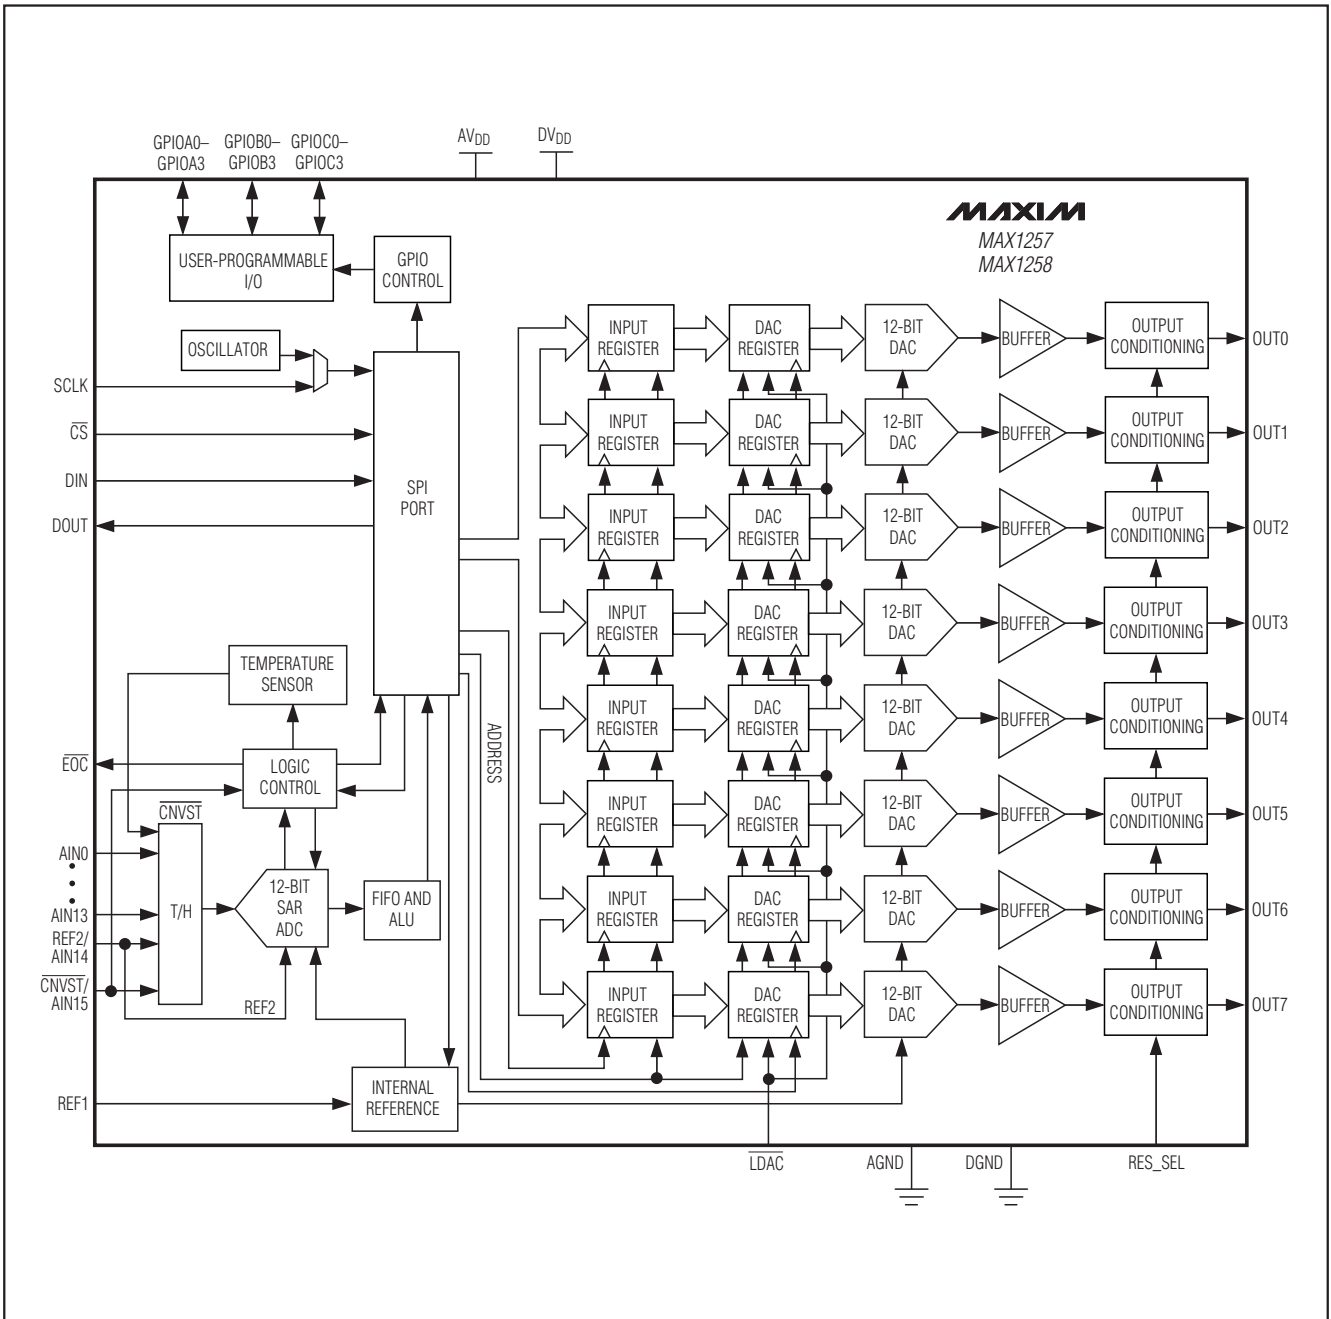 GPIOA0–
GPIOA3
GPIOB0–
GPIOB3
GPIOC0–
GPIOC3
AVDD
DVDD
MAXIM
MAX1257
MAX1258
USER-PROGRAMMABLE
I/O
GPIO
CONTROL
OSCILLATOR
SCLK
CS
DIN
DOUT
SPI
PORT
TEMPERATURE
SENSOR
EOC
LOGIC
CONTROL
CNVST
AIN0
AIN13
REF2/
AIN14
CNVST/
AIN15
T/H
12-BIT
SAR
ADC
FIFO AND
ALU
REF2
REF1
INTERNAL
REFERENCE
ADDRESS
INPUT
REGISTER
DAC
REGISTER
12-BIT
DAC
BUFFER
OUTPUT
CONDITIONING
OUT0
INPUT
REGISTER
DAC
REGISTER
12-BIT
DAC
BUFFER
OUTPUT
CONDITIONING
OUT1
INPUT
REGISTER
DAC
REGISTER
12-BIT
DAC
BUFFER
OUTPUT
CONDITIONING
OUT2
INPUT
REGISTER
DAC
REGISTER
12-BIT
DAC
BUFFER
OUTPUT
CONDITIONING
OUT3
INPUT
REGISTER
DAC
REGISTER
12-BIT
DAC
BUFFER
OUTPUT
CONDITIONING
OUT4
INPUT
REGISTER
DAC
REGISTER
12-BIT
DAC
BUFFER
OUTPUT
CONDITIONING
OUT5
INPUT
REGISTER
DAC
REGISTER
12-BIT
DAC
BUFFER
OUTPUT
CONDITIONING
OUT6
INPUT
REGISTER
DAC
REGISTER
12-BIT
DAC
BUFFER
OUTPUT
CONDITIONING
OUT7
LDAC
AGND
DGND
RES_SEL